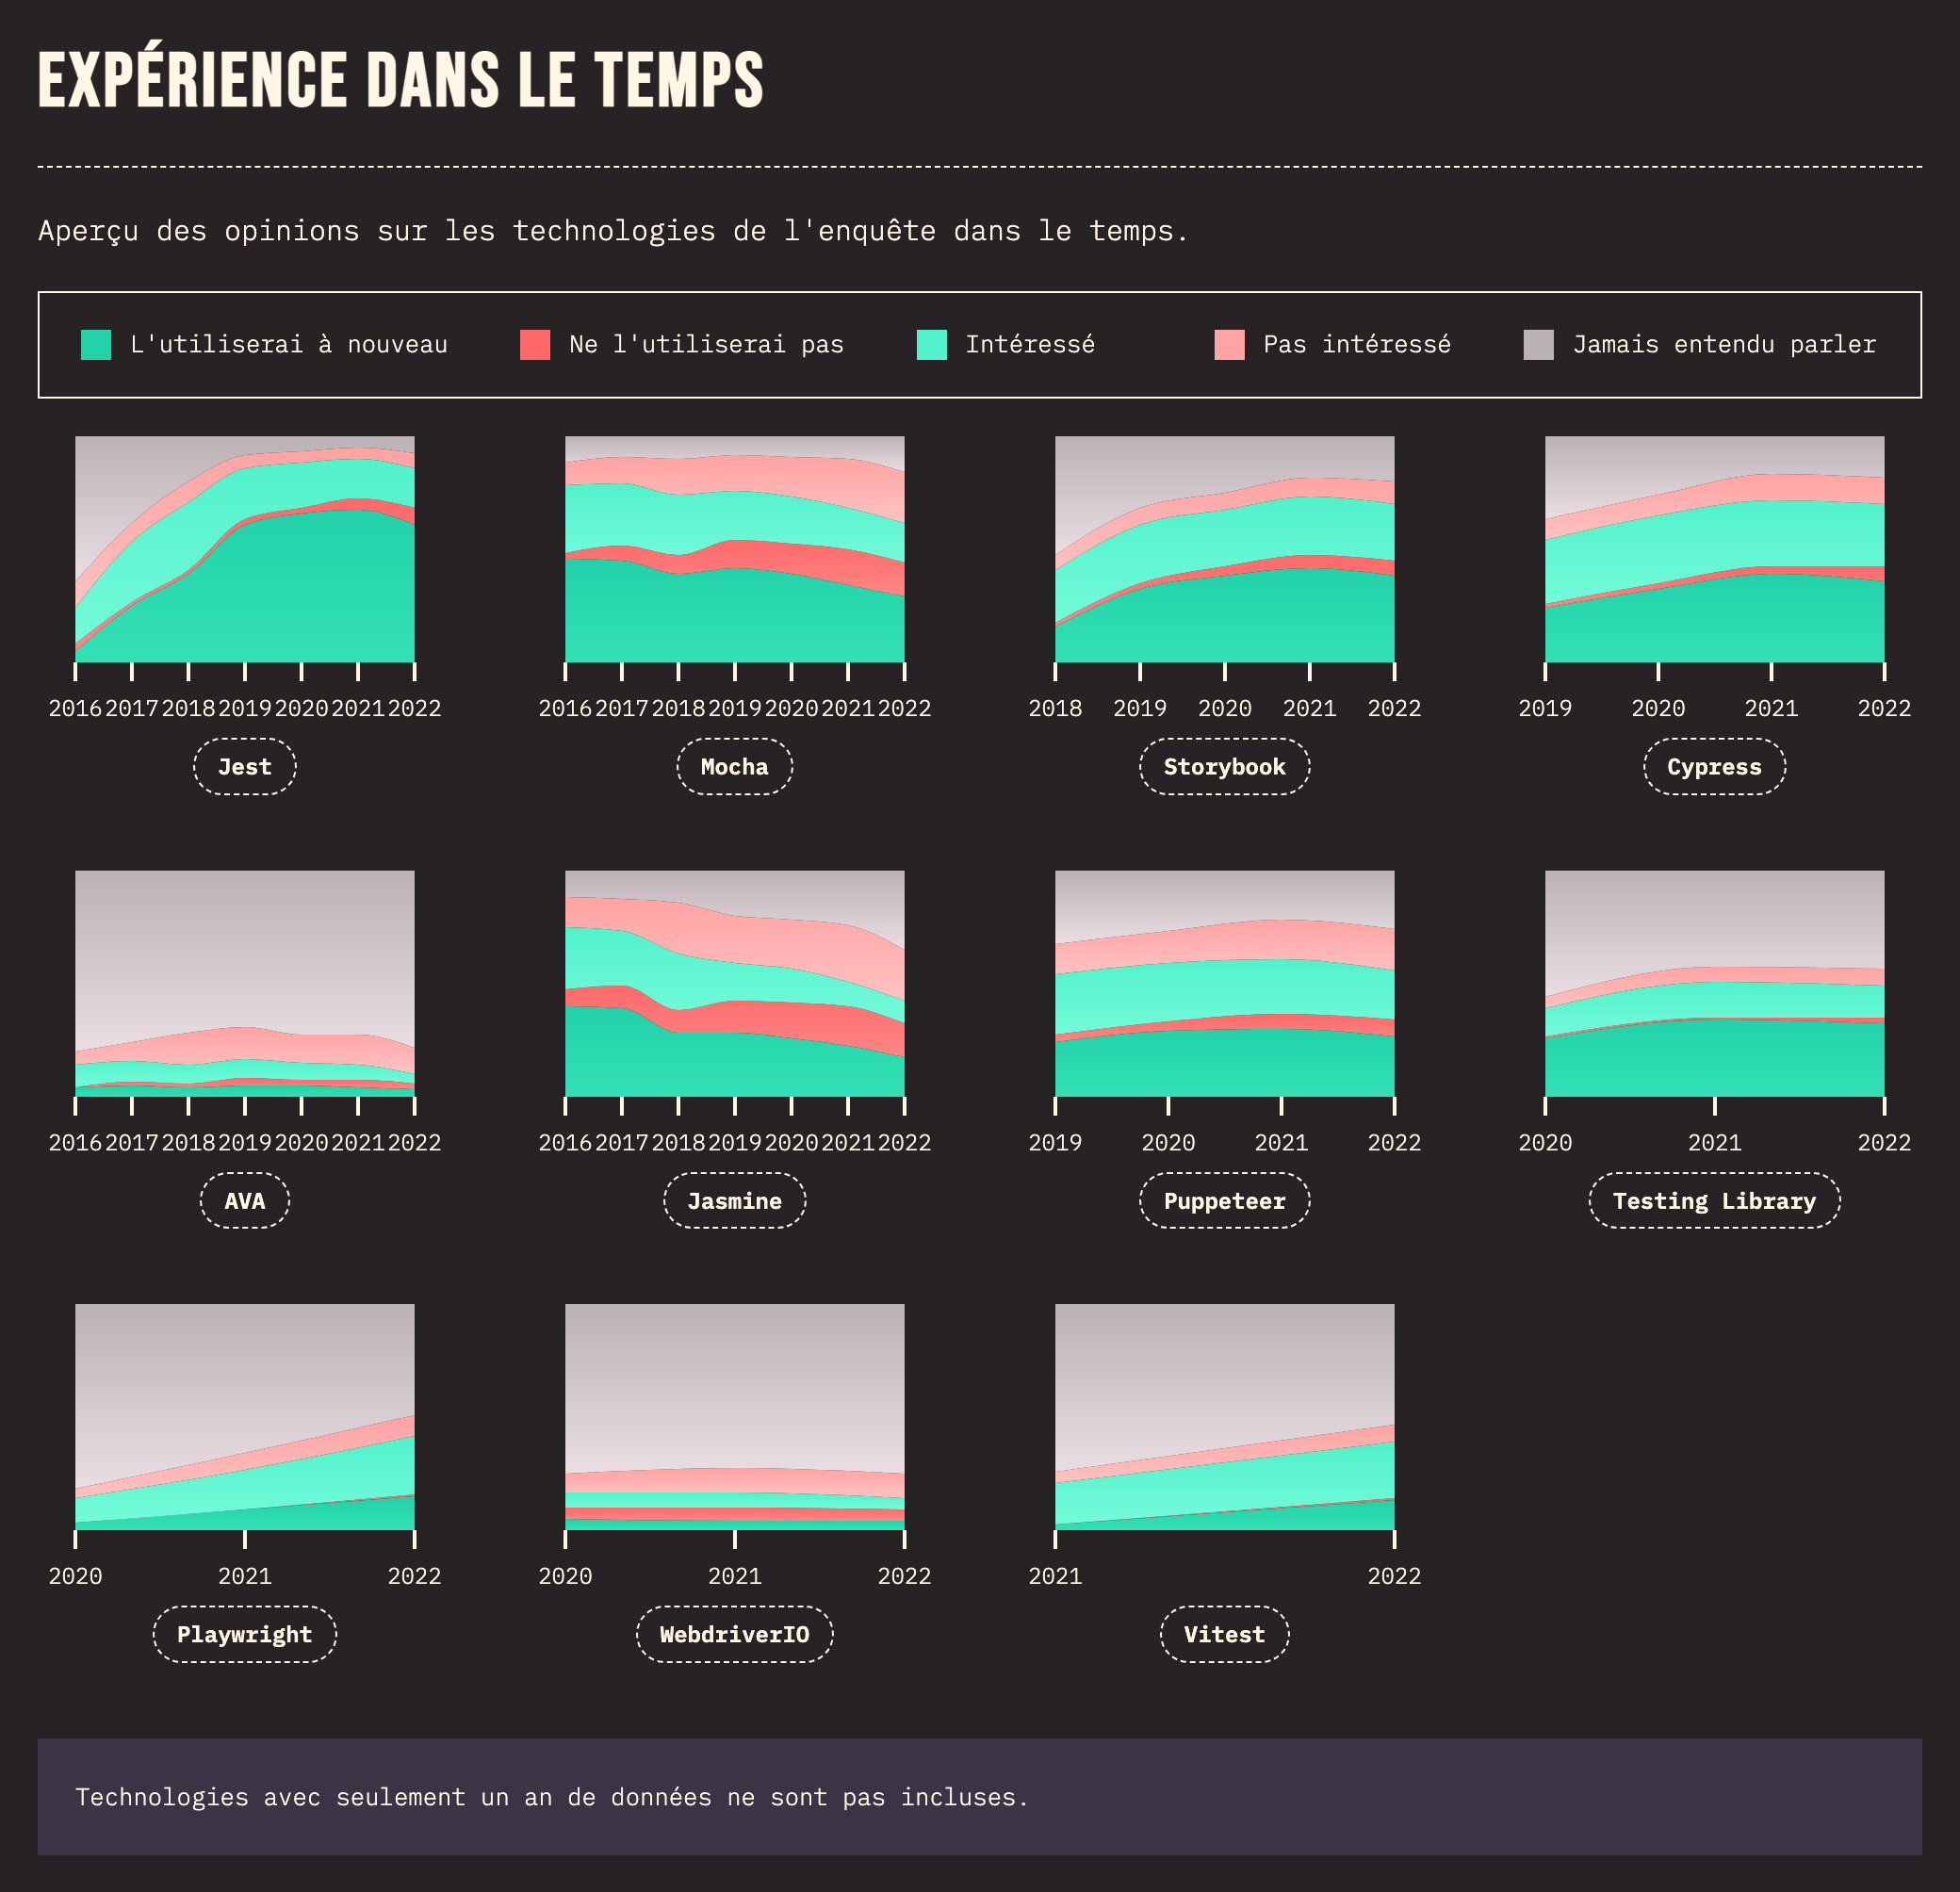 EXPÉRIENCE DANS LE TEMPS
Aperçu des opinions sur les technologies de l'enquête dans le temps.
L'utiliserai à nouveau Ne l'utiliserai pas Intéressé Pas intéressé Jamais entendu parler
2016 2017 2018 2019 2020 2021 2022 2016 2017 2018 2019 2020 2021 2022 2018 2019 2020 2021 2022 2019 2020 2021 2022
Jest Mocha Storybook Cypress
2016 2017 2018 2019 2020 2021 2022 2016 2017 2018 2019 2020 2021 2022 2019 2020 2021 2022 2020 2021 2022
AVA Jasmine Puppeteer Testing Library
2020 2021 2022 2020 2021 2022 2021 2022
Playwright WebdriverIO Vitest
Technologies avec seulement un an de données ne sont pas incluses.